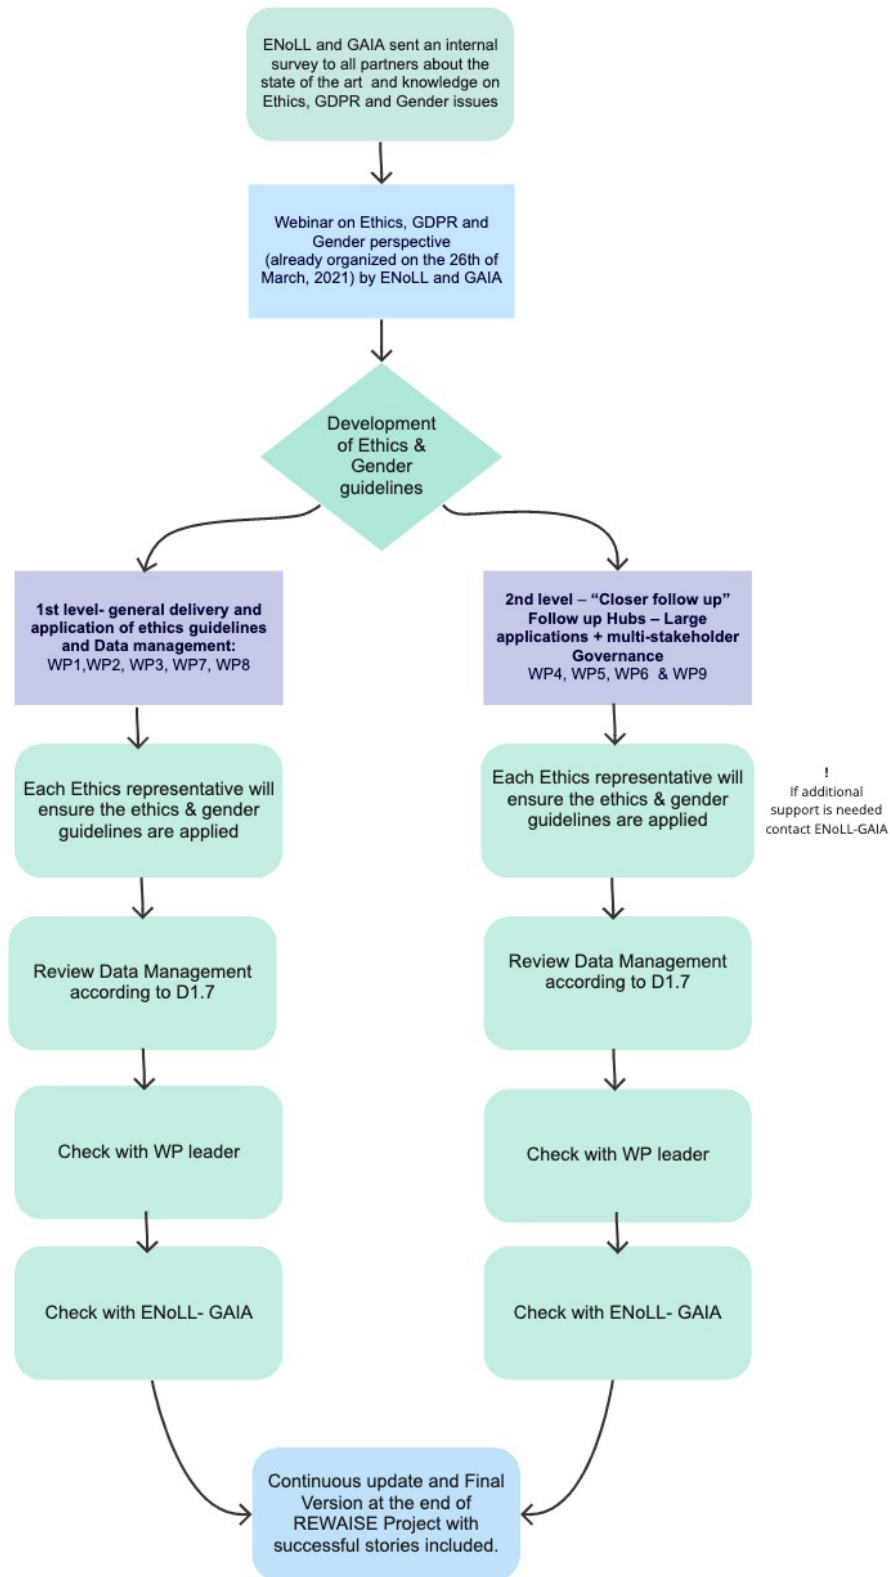 ENoLL and GAIA sent an internal
survey to all partners about the
state of the art and knowledge on
Ethics, GDPR and Gender issues
Webinar on Ethics, GDPR and
Gender perspective
(already organized on the 26th of
March, 2021) by ENoLL and GAIA
Development
of Ethics &
Gender
guidelines
1st level- general delivery and
application of ethics guidelines
and Data management:
WP1,WP2, WP3, WP7, WP8
2nd level – “Closer follow up”
Follow up Hubs – Large
applications + multi-stakeholder
Governance
WP4, WP5, WP6 & WP9
Each Ethics representative will
ensure the ethics & gender
guidelines are applied
Each Ethics representative will
ensure the ethics & gender
guidelines are applied
!
If additional
support is needed
contact ENoLL-GAIA
Review Data Management
according to D1.7
Review Data Management
according to D1.7
Check with WP leader
Check with WP leader
Check with ENoLL- GAIA
Check with ENoLL- GAIA
Continuous update and Final
Version at the end of
REWAISE Project with
successful stories included.